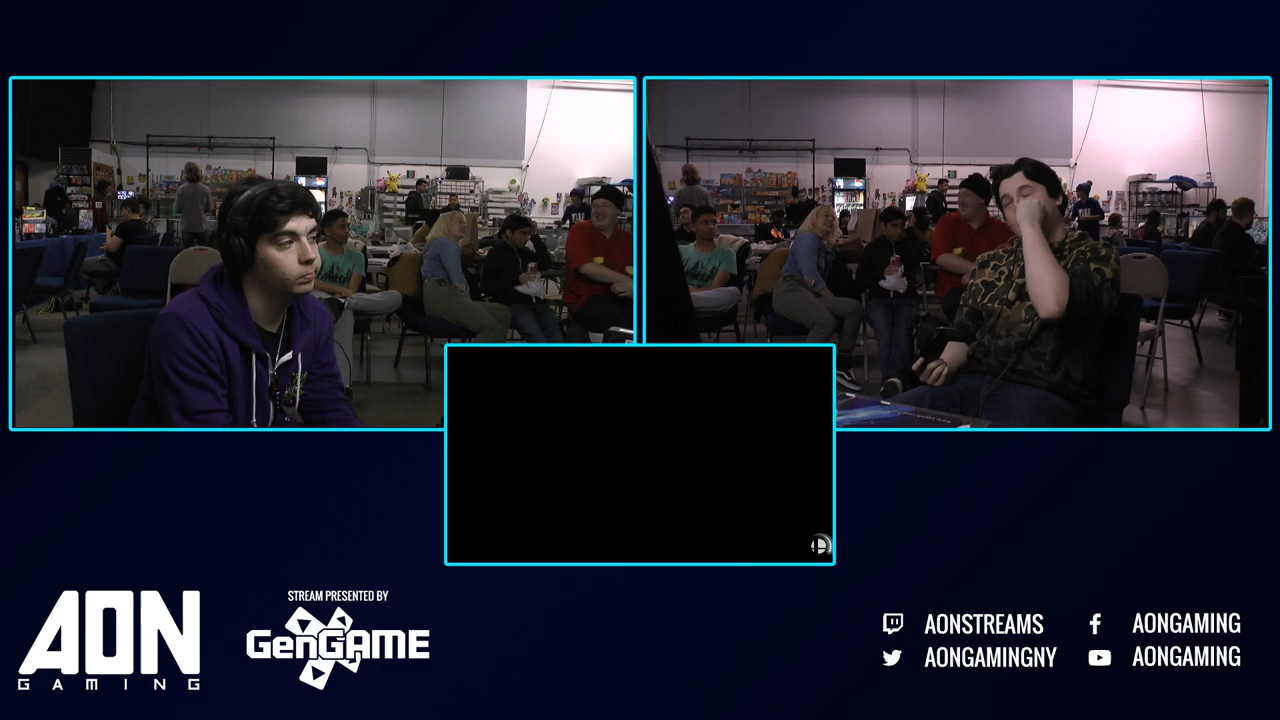 AON
GAMING
STREAM PRESENTED BY
GENGAME
AONSTREAMS
AONGAMING
AONGAMINGNY
AONGAMING